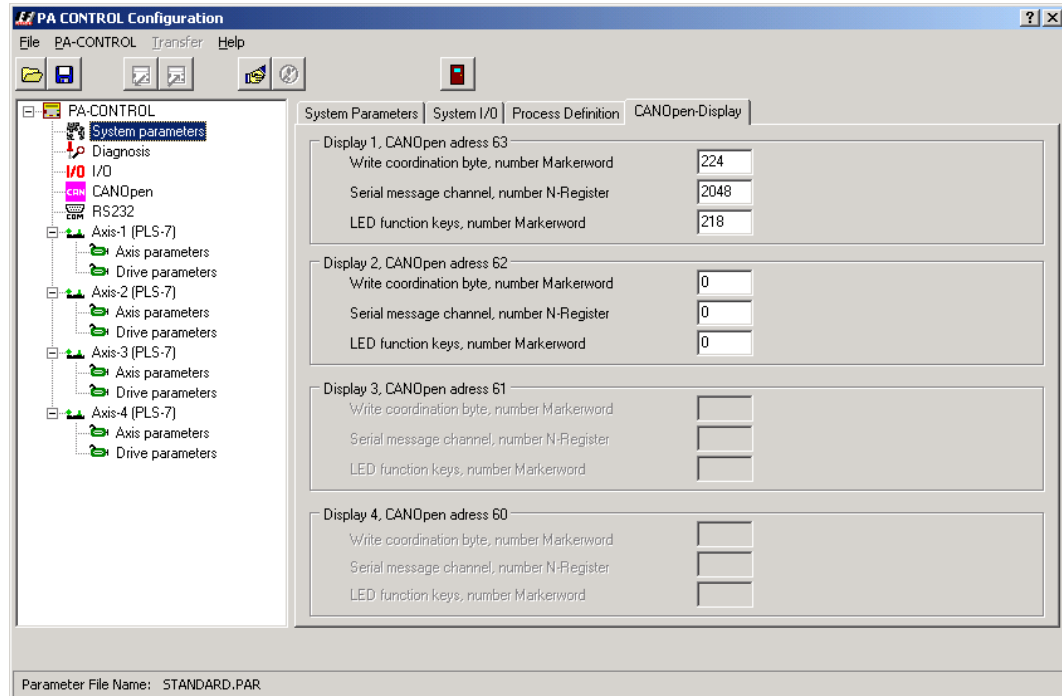 PA CONTROL Configuration
File PA-CONTROL Transfer Help
PA-CONTROL
System parameters
Diagnosis
I/O I/O
CAN CANOpen
COM RS232
Axis-1 (PLS-7)
Axis parameters
Drive parameters
Axis-2 (PLS-7)
Axis parameters
Drive parameters
Axis-3 (PLS-7)
Axis parameters
Drive parameters
Axis-4 (PLS-7)
Axis parameters
Drive parameters
System Parameters System I/O Process Definition CANOpen-Display
Display 1, CANOpen adress 63
Write coordination byte, number Markerword 224
Serial message channel, number N-Register 2048
LED function keys, number Markerword 218
Display 2, CANOpen adress 62
Write coordination byte, number Markerword 0
Serial message channel, number N-Register 0
LED function keys, number Markerword 0
Display 3, CANOpen adress 61
Write coordination byte, number Markerword
Serial message channel, number N-Register
LED function keys, number Markerword
Display 4, CANOpen adress 60
Write coordination byte, number Markerword
Serial message channel, number N-Register
LED function keys, number Markerword
Parameter File Name: STANDARD.PAR